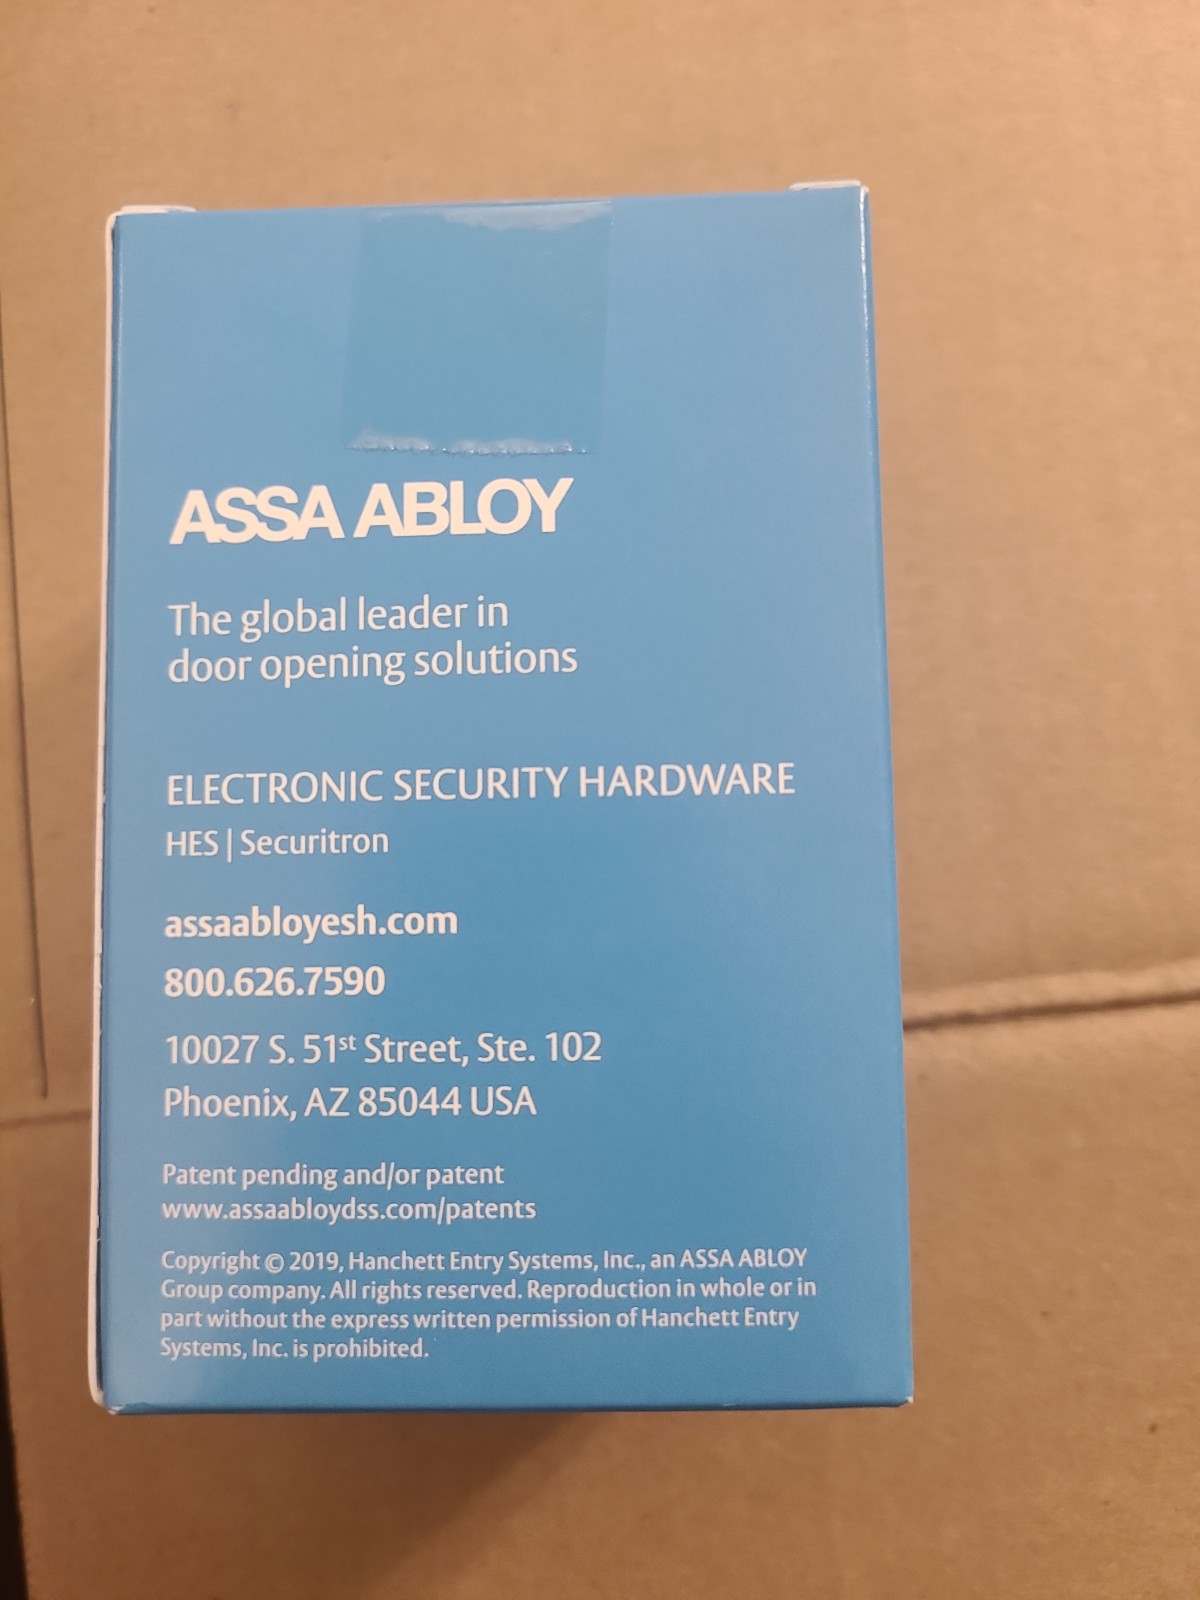 ASSA ABLOY
The global leader in
door opening solutions
ELECTRONIC SECURITY HARDWARE
HES | Securitron
assaabloyesh.com
800.626.7590
10027 S. 51st Street, Ste. 102
Phoenix, AZ 85044 USA
Patent pending and/or patent
www.assaabloydss.com/patents
Copyright © 2019, Hanchett Entry Systems, Inc., an ASSA ABLOY
Group company. All rights reserved. Reproduction in whole or in
part without the express written permission of Hanchett Entry
Systems, Inc. is prohibited.